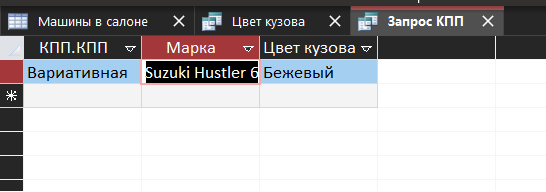 Машины в салоне Цвет кузова Запрос КПП
КПП.КПП Марка Цвет кузова
Вариативная Suzuki Hustler 6 Бежевый